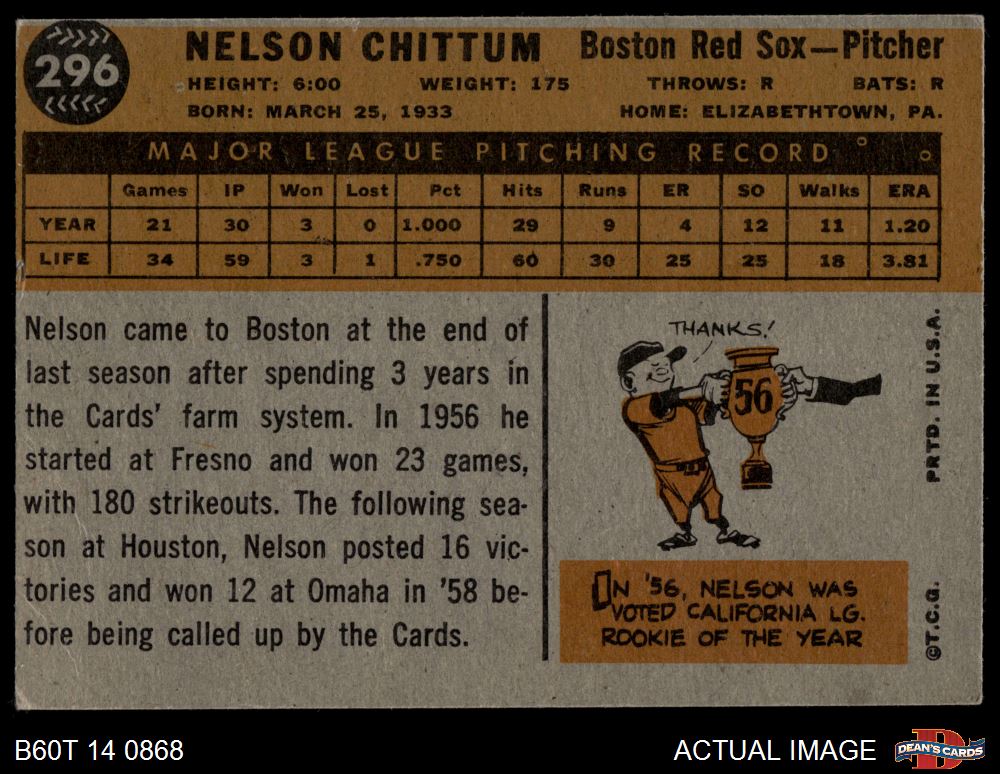 296
NELSON CHITTUM Boston Red Sox—Pitcher
HEIGHT: 6:00 WEIGHT: 175 THROWS: R BATS: R
BORN: MARCH 25, 1933 HOME: ELIZABETHTOWN, PA.
MAJOR LEAGUE PITCHING RECORD
Games IP Won Lost Pct Hits Runs ER SO Walks ERA
YEAR 21 30 3 0 1.000 29 9 4 12 11 1.20
LIFE 34 59 3 1 .750 60 30 25 25 18 3.81
Nelson came to Boston at the end of
last season after spending 3 years in
the Cards' farm system. In 1956 he
started at Fresno and won 23 games,
with 180 strikeouts. The following sea-
son at Houston, Nelson posted 16 vic-
tories and won 12 at Omaha in '58 be-
fore being called up by the Cards.
THANKS!
56
IN '56, NELSON WAS
VOTED CALIFORNIA LG.
ROOKIE OF THE YEAR
PRTD. IN U.S.A.
©T.C.G.
B60T 14 0868
ACTUAL IMAGE
DEAN'S CARDS